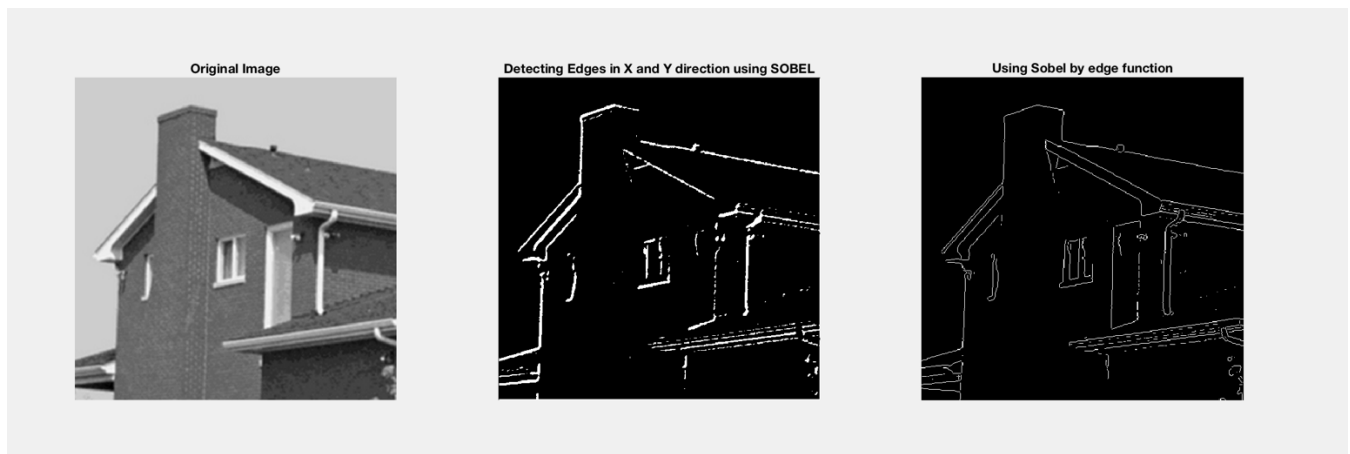 Original Image
Detecting Edges in X and Y direction using SOBEL
Using Sobel by edge function